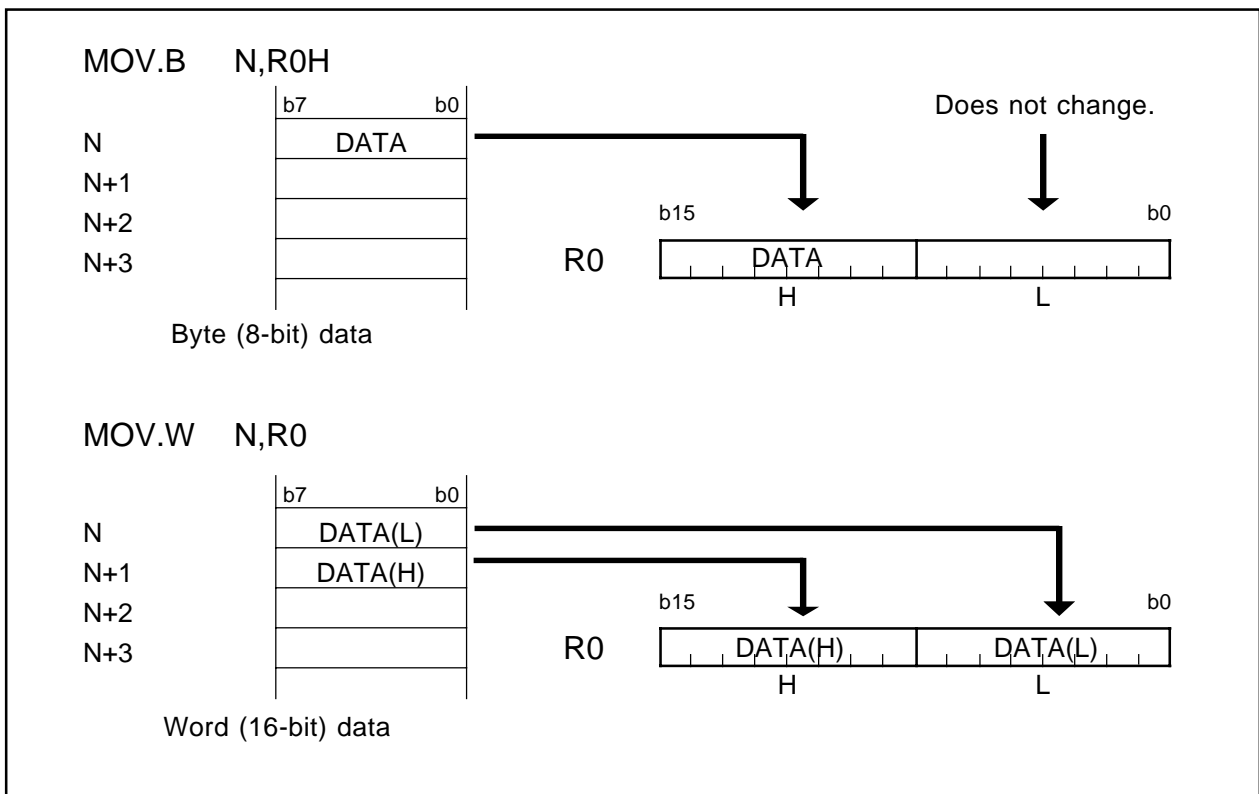 MOV.B N,R0H
b7 b0
Does not change.
N DATA
N+1
N+2
b15 b0
N+3
R0 DATA
H L
Byte (8-bit) data
MOV.W N,R0
b7 b0
N DATA(L)
N+1 DATA(H)
N+2
b15 b0
N+3
R0 DATA(H) DATA(L)
H L
Word (16-bit) data